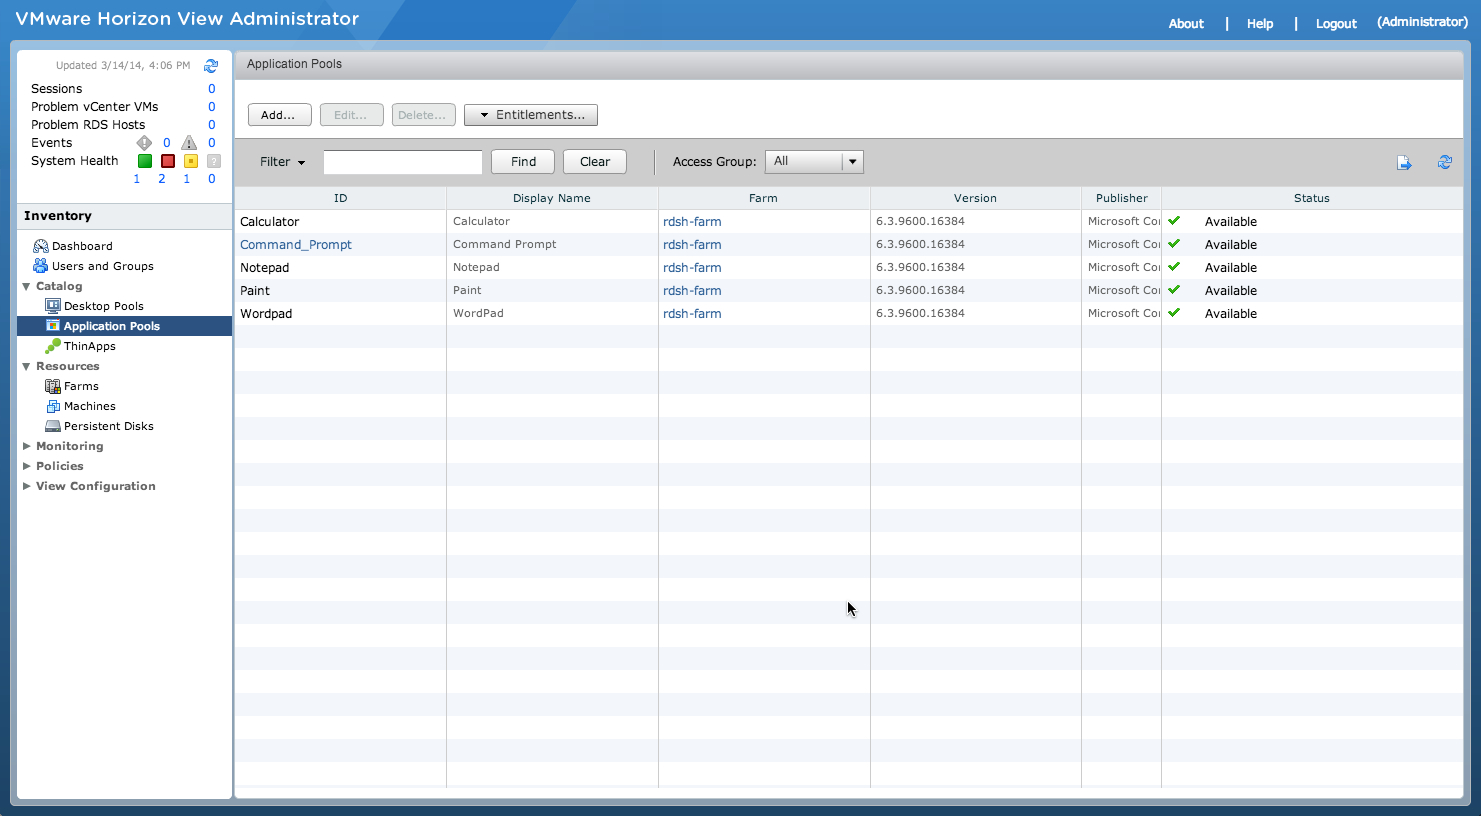 VMware Horizon View Administrator
About | Help | Logout (Administrator)
Updated 3/14/14, 4:06 PM
Sessions 0
Problem vCenter VMs 0
Problem RDS Hosts 0
Events 0 0
System Health
1 2 1 0
Inventory
Dashboard
Users and Groups
Catalog
Desktop Pools
Application Pools
ThinApps
Resources
Farms
Machines
Persistent Disks
Monitoring
Policies
View Configuration
Application Pools
Add... Edit... Delete... Entitlements...
Filter Find Clear Access Group: All
ID Display Name Farm Version Publisher Status
Calculator Calculator rdsh-farm 6.3.9600.16384 Microsoft Cor Available
Command_Prompt Command Prompt rdsh-farm 6.3.9600.16384 Microsoft Cor Available
Notepad Notepad rdsh-farm 6.3.9600.16384 Microsoft Cor Available
Paint Paint rdsh-farm 6.3.9600.16384 Microsoft Cor Available
Wordpad WordPad rdsh-farm 6.3.9600.16384 Microsoft Cor Available